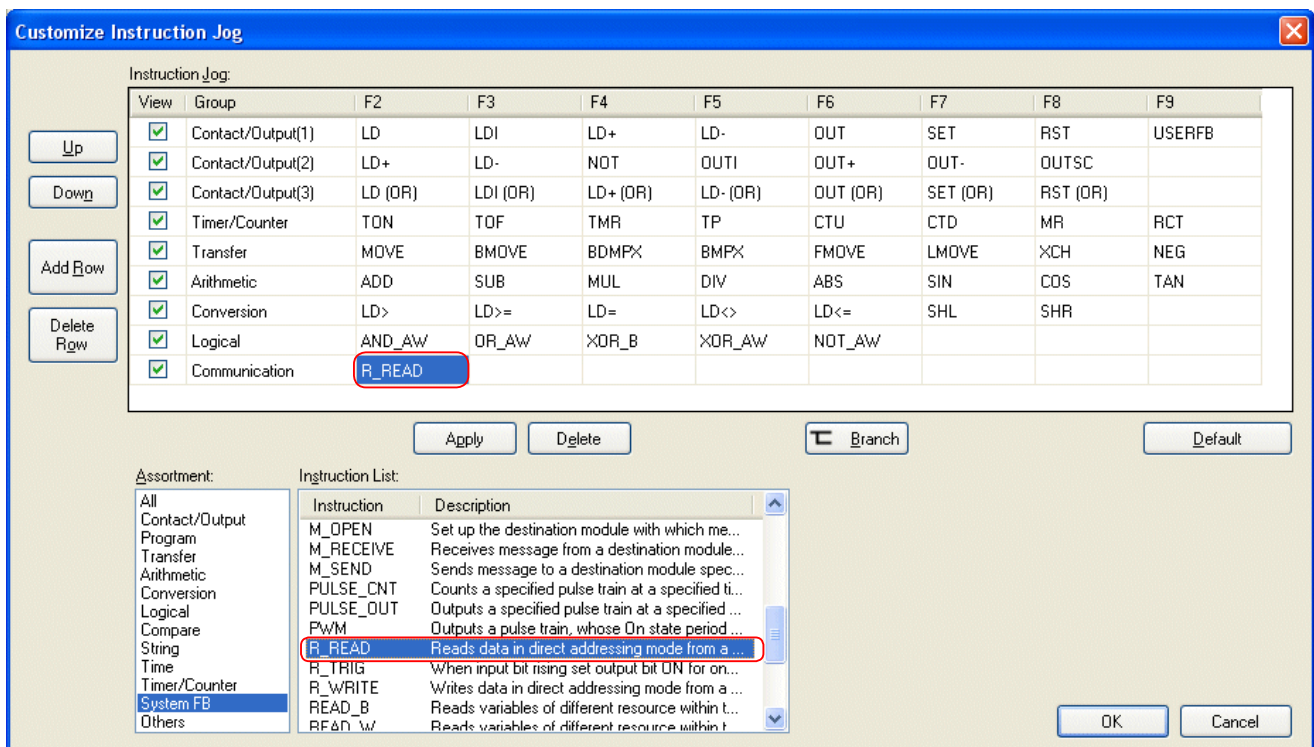 Customize Instruction Jog
Instruction Jog:
View Group F2 F3 F4 F5 F6 F7 F8 F9
Contact/Output(1) LD LDI LD+ LD- OUT SET RST USERFB
Contact/Output(2) LD+ LD- NOT OUTI OUT+ OUT- OUTSC
Contact/Output(3) LD (OR) LDI (OR) LD+ (OR) LD- (OR) OUT (OR) SET (OR) RST (OR)
Timer/Counter TON TOF TMR TP CTU CTD MR RCT
Transfer MOVE BMOVE BDMPX BMPX FMOVE LMOVE XCH NEG
Arithmetic ADD SUB MUL DIV ABS SIN COS TAN
Conversion LD> LD>= LD= LD<> LD<= SHL SHR
Logical AND_AW OR_AW XOR_B XOR_AW NOT_AW
Communication R_READ
Up
Down
Add Row
Delete
Row
Apply Delete Branch Default
Assortment:
All
Contact/Output
Program
Transfer
Arithmetic
Conversion
Logical
Compare
String
Time
Timer/Counter
System FB
Others
Instruction List:
Instruction Description
M_OPEN Set up the destination module with which me...
M_RECEIVE Receives message from a destination module...
M_SEND Sends message to a destination module spec...
PULSE_CNT Counts a specified pulse train at a specified ti...
PULSE_OUT Outputs a specified pulse train at a specified ...
PWM Outputs a pulse train, whose On state period ...
R_READ Reads data in direct addressing mode from a ...
R_TRIG When input bit rising set output bit ON for on...
R_WRITE Writes data in direct addressing mode from a ...
READ_B Reads variables of different resource within t...
READ_W Reads variables of different resource within t
OK Cancel